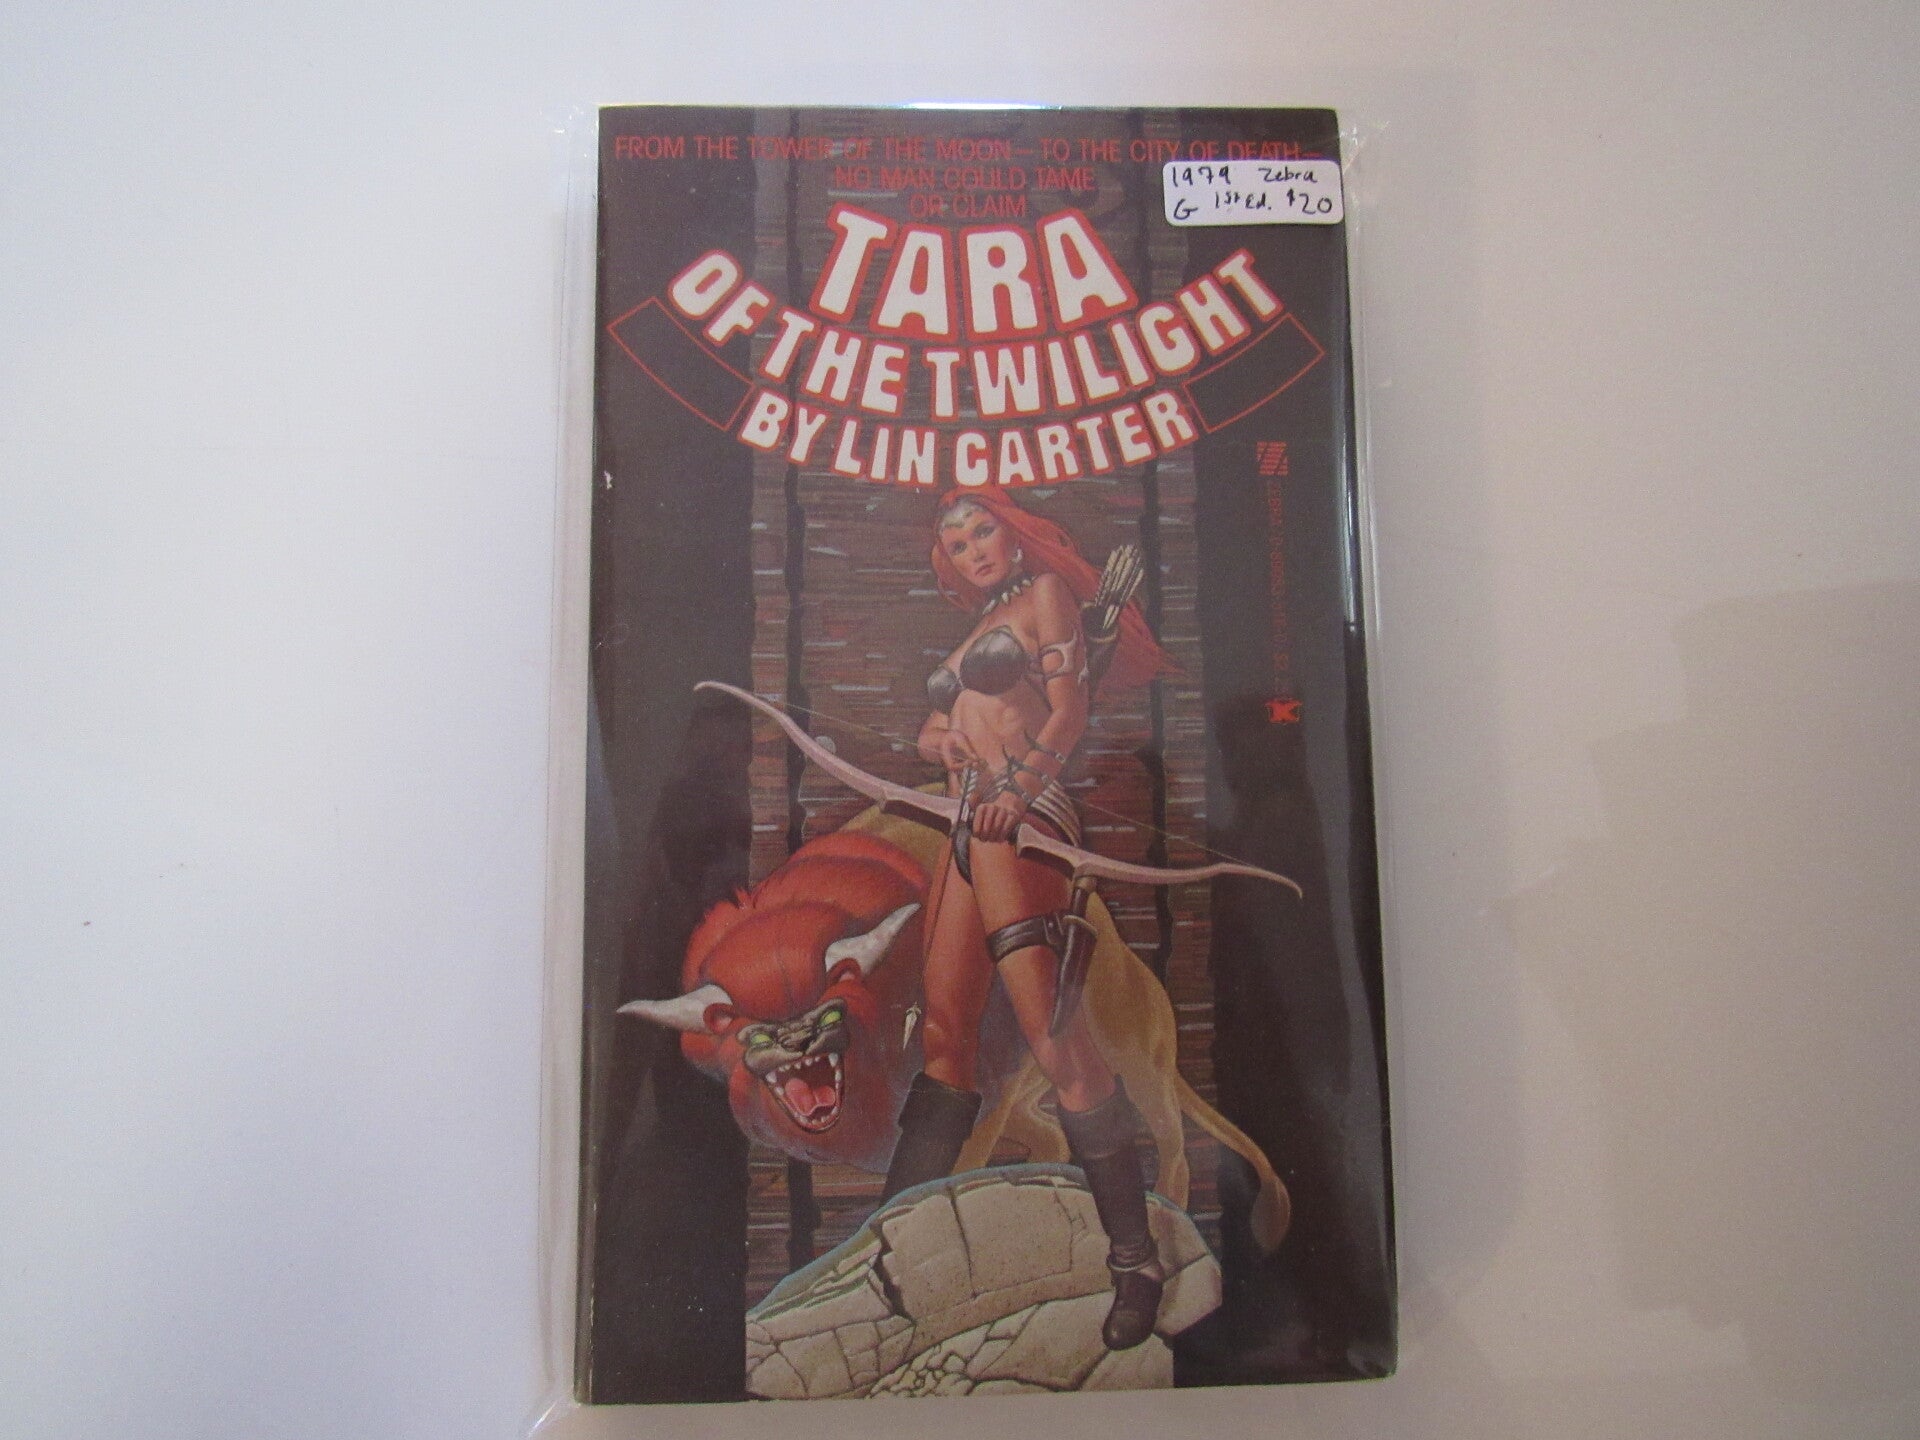 FROM THE TOWER OF THE MOON—TO THE CITY OF DEATH—
NO MAN COULD TAME
OR CLAIM
1979 Zebra
G 1st Ed. $20
TARA
OF THE TWILIGHT
BY LIN CARTER